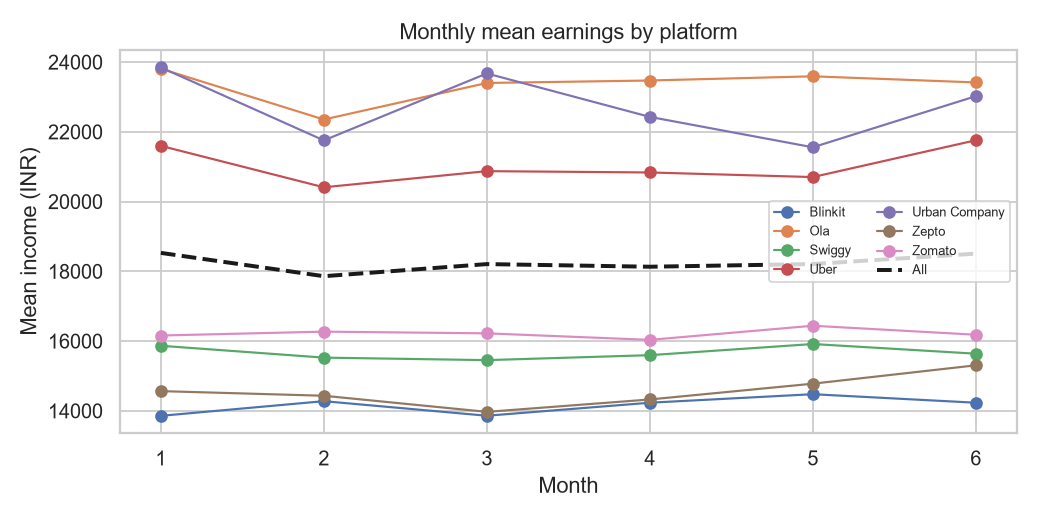 Monthly mean earnings by platform
24000
22000
20000
18000
16000
14000
Mean income (INR)
Blinkit
Ola
Swiggy
Uber
Urban Company
Zepto
Zomato
All
1 2 3 4 5 6
Month